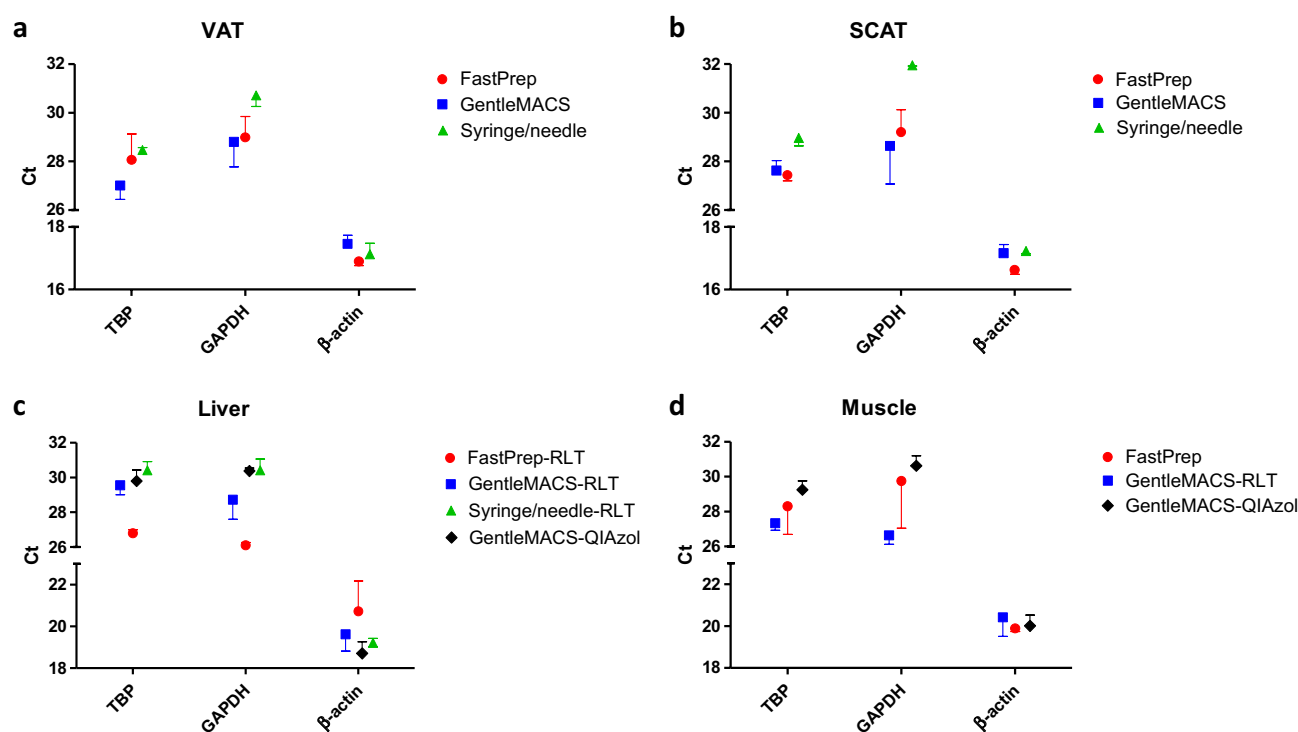 a
VAT
Ct
32
30
28
26
18
16
TBP
GAPDH
β-actin
FastPrep
GentleMACS
Syringe/needle
b
SCAT
Ct
32
30
28
26
18
16
TBP
GAPDH
β-actin
FastPrep
GentleMACS
Syringe/needle
c
Liver
Ct
32
30
28
26
22
20
18
TBP
GAPDH
β-actin
FastPrep-RLT
GentleMACS-RLT
Syringe/needle-RLT
GentleMACS-QIAzol
d
Muscle
Ct
32
30
28
26
22
20
18
TBP
GAPDH
β-actin
FastPrep
GentleMACS-RLT
GentleMACS-QIAzol